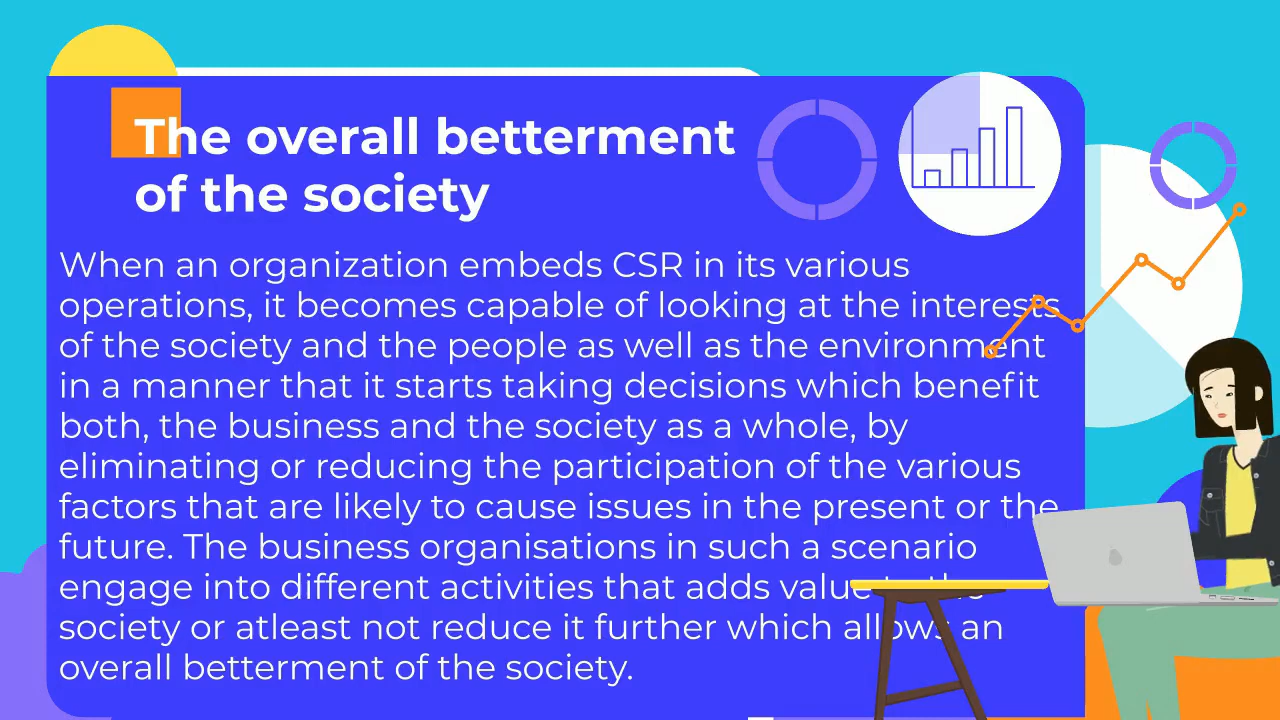 The overall betterment
of the society
When an organization embeds CSR in its various
operations, it becomes capable of looking at the interests
of the society and the people as well as the environment
in a manner that it starts taking decisions which benefit
both, the business and the society as a whole, by
eliminating or reducing the participation of the various
factors that are likely to cause issues in the present or the
future. The business organisations in such a scenario
engage into different activities that adds value to the
society or atleast not reduce it further which allows an
overall betterment of the society.